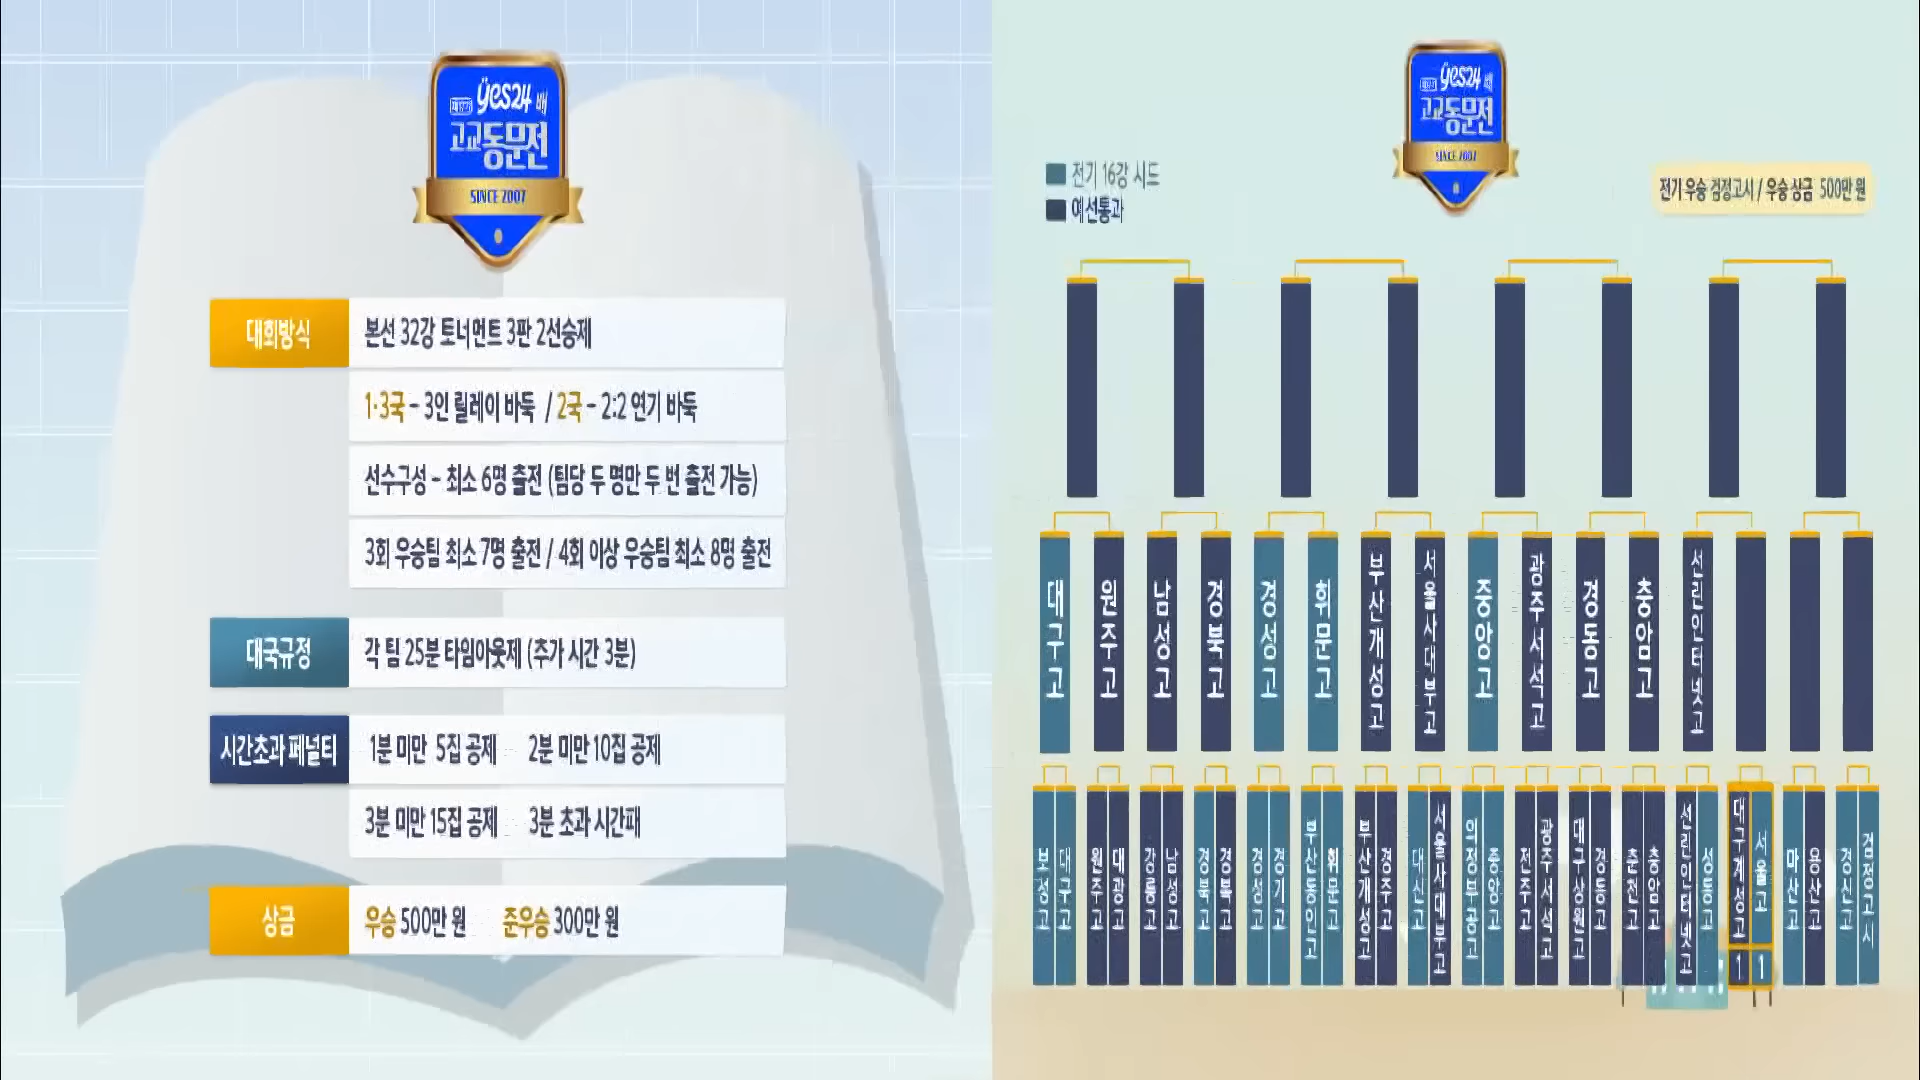 yes24 배
고교동문전
SINCE 2007
대회방식
본선 32강 토너먼트 3판 2선승제
1·3국 - 3인 릴레이 바둑 / 2국 - 2:2 연기 바둑
선수구성 - 최소 6명 출전 (팀당 두 명만 두 번 출전 가능)
3회 우승팀 최소 7명 출전 / 4회 이상 우승팀 최소 8명 출전
대국규정
각 팀 25분 타임아웃제 (추가 시간 3분)
시간초과 페널티
1분 미만 5집 공제 2분 미만 10집 공제
3분 미만 15집 공제 3분 초과 시간패
상금
우승 500만 원 준우승 300만 원
yes24 배
고교동문전
SINCE 2007
전기 16강 시드
예선통과
전기 우승 검정고시 / 우승 상금 500만 원
대구고
원주고
남성고
경북고
경성고
휘문고
부산개성고
서울사대부고
중앙고
광주서석고
경동고
충암고
선린인터넷고
보성고
대구고
원주고
대광고
강릉고
남성고
경북고
경복고
경성고
경기고
부산동인고
휘문고
부산개성고
경주고
대신고
서울사대부고
의정부공고
중앙고
전주고
광주서석고
대구상원고
경동고
춘천고
충암고
선린인터넷고
성동고
대구계성고
1
서울고
1
마산고
용산고
경신고
검정고시